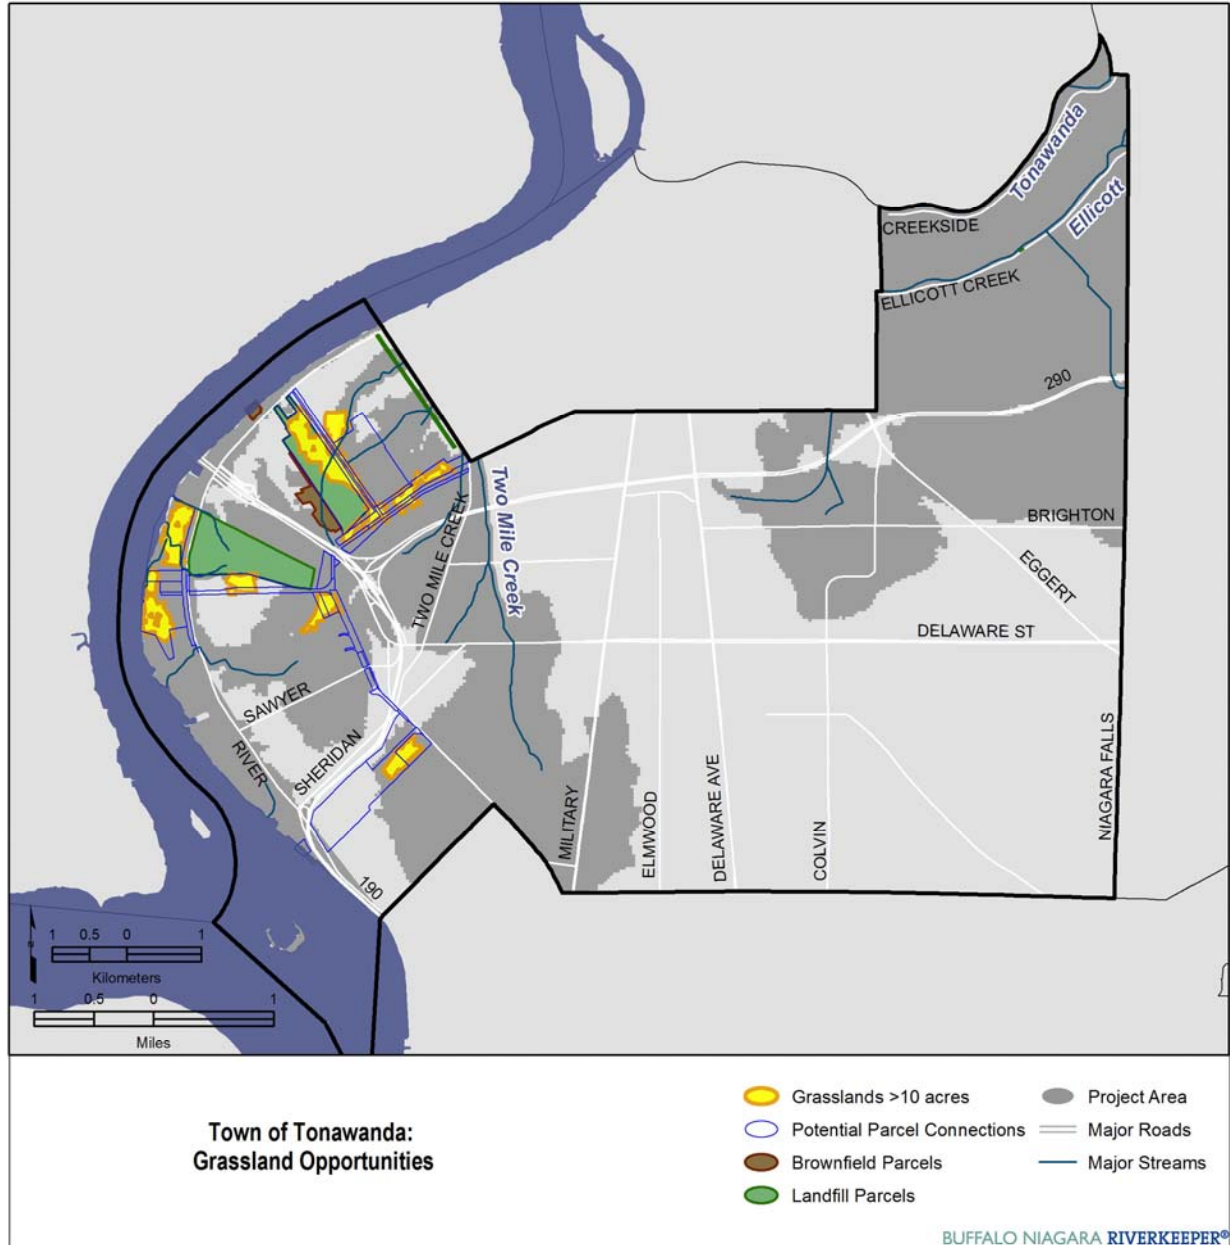 Tonawanda
Ellicott
CREEKSIDE
ELLICOTT CREEK
290
Two Mile Creek
TWO MILE CREEK
BRIGHTON
EGGERT
DELAWARE ST
SAWYER
RIVER
SHERIDAN
MILITARY
ELMWOOD
DELAWARE AVE
COLVIN
NIAGARA FALLS
190
1 0.5 0 1
Kilometers
1 0.5 0 1
Miles
Town of Tonawanda:
Grassland Opportunities
Grasslands >10 acres
Potential Parcel Connections
Brownfield Parcels
Landfill Parcels
Project Area
Major Roads
Major Streams
BUFFALO NIAGARA RIVERKEEPER®